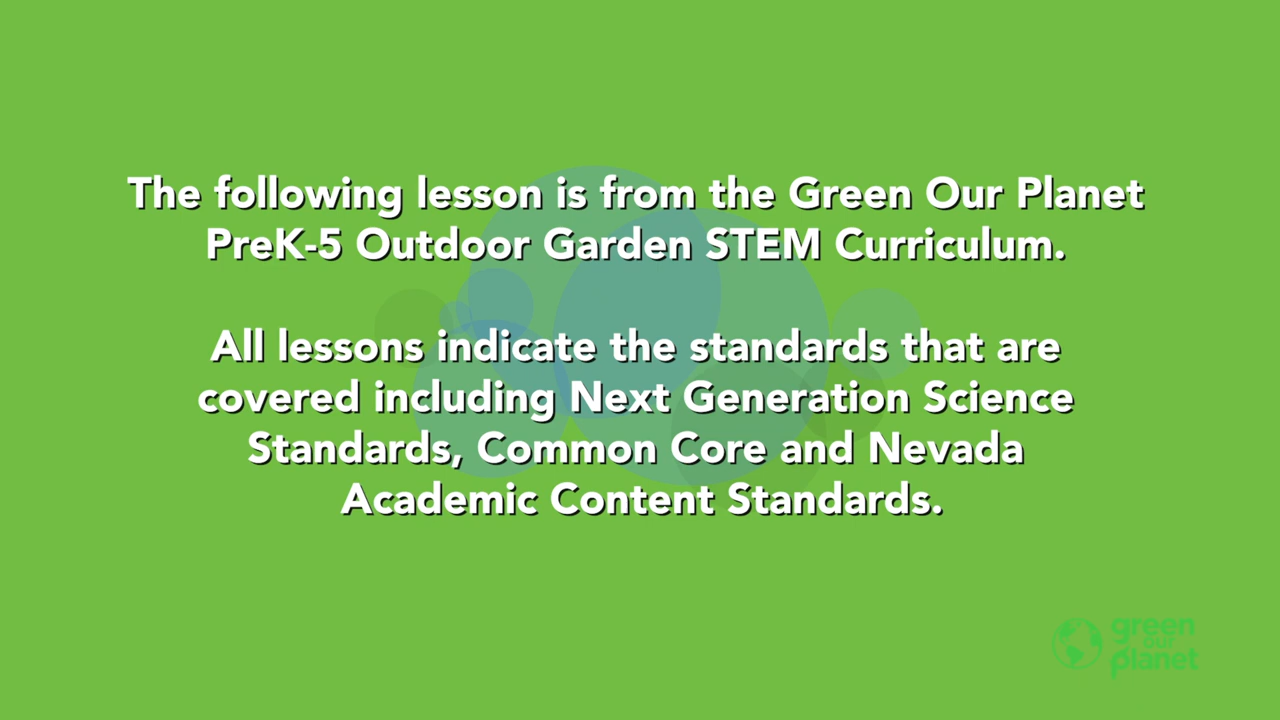 The following lesson is from the Green Our Planet
PreK-5 Outdoor Garden STEM Curriculum.
All lessons indicate the standards that are
covered including Next Generation Science
Standards, Common Core and Nevada
Academic Content Standards.
green
our
planet